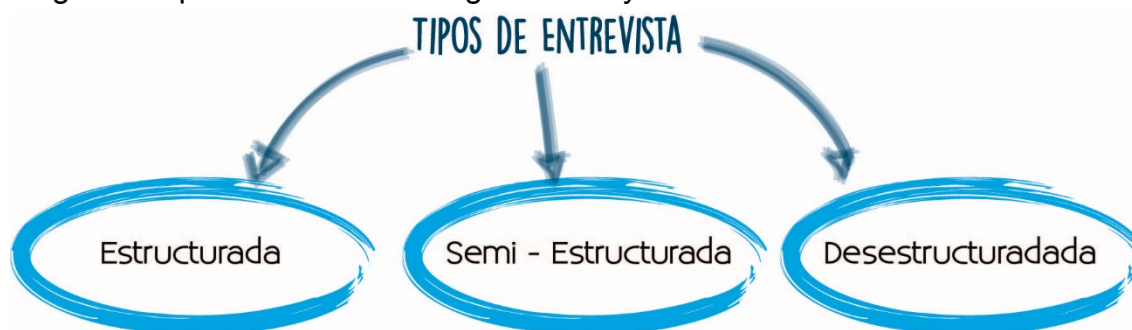 TIPOS DE ENTREVISTA
Estructurada
Semi - Estructurada
Desestructuradada